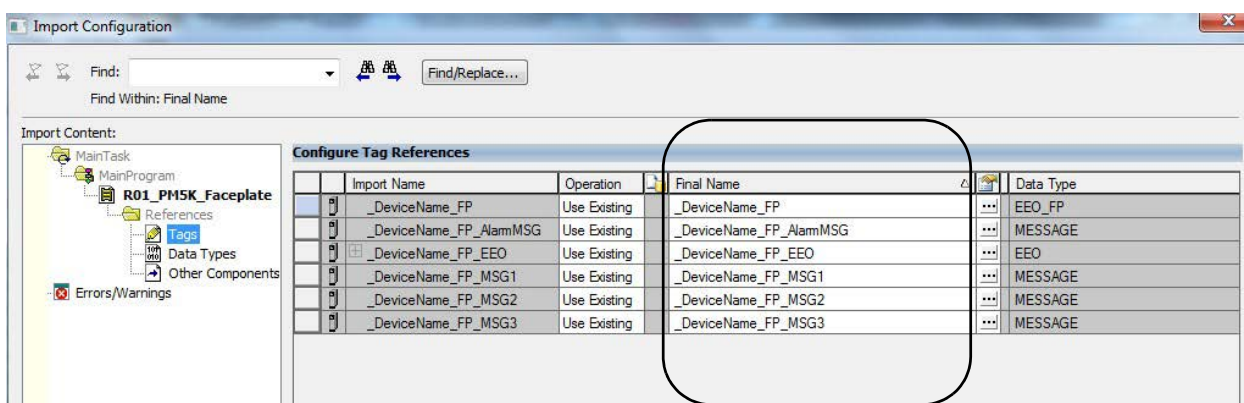 Import Configuration
Find:
Find/Replace...
Find Within: Final Name
Import Content:
MainTask
MainProgram
R01_PM5K_Faceplate
References
Tags
Data Types
Other Components
Errors/Warnings
Configure Tag References
Import Name Operation Final Name Data Type
_DeviceName_FP Use Existing _DeviceName_FP ... EEO_FP
_DeviceName_FP_AlarmMSG Use Existing _DeviceName_FP_AlarmMSG ... MESSAGE
_DeviceName_FP_EEO Use Existing _DeviceName_FP_EEO ... EEO
_DeviceName_FP_MSG1 Use Existing _DeviceName_FP_MSG1 ... MESSAGE
_DeviceName_FP_MSG2 Use Existing _DeviceName_FP_MSG2 ... MESSAGE
_DeviceName_FP_MSG3 Use Existing _DeviceName_FP_MSG3 ... MESSAGE